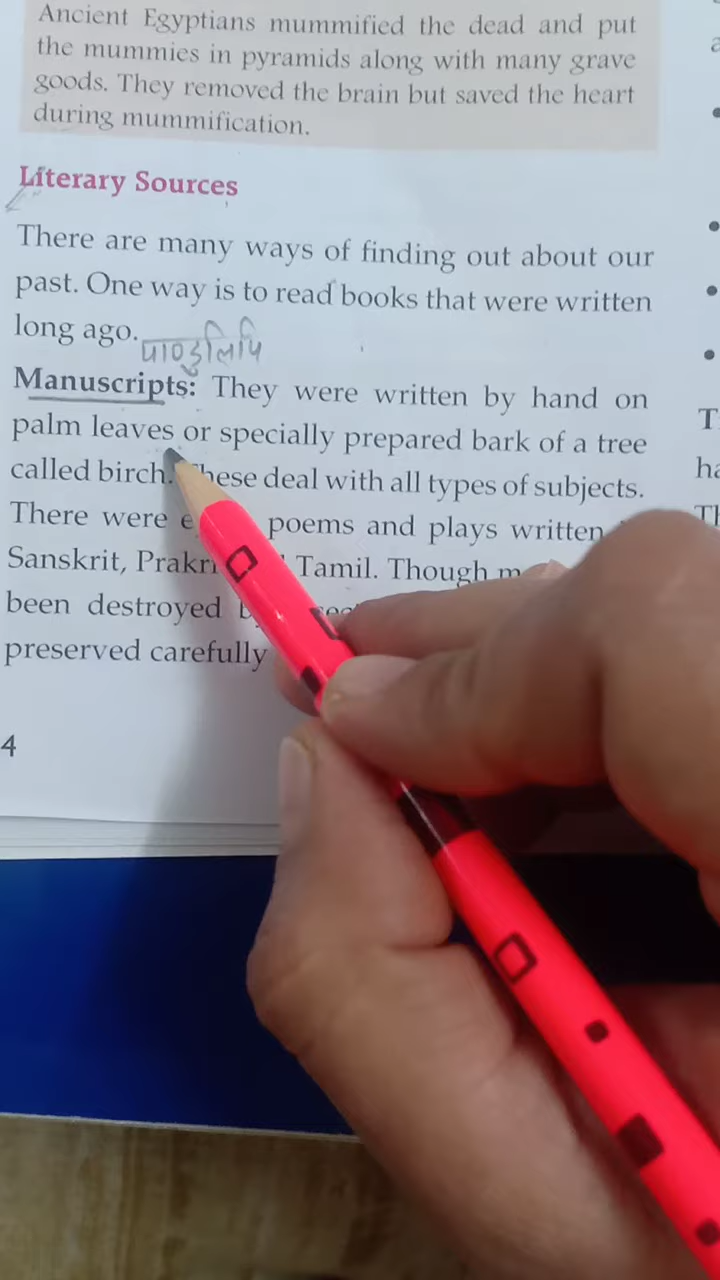 Ancient Egyptians mummified the dead and put
the mummies in pyramids along with many grave
goods. They removed the brain but saved the heart
during mummification.
Literary Sources
There are many ways of finding out about our
past. One way is to read books that were written
long ago.
पाण्डुलिपि
Manuscripts: They were written by hand on
palm leaves or specially prepared bark of a tree
called birch. These deal with all types of subjects.
There were poems and plays written
Sanskrit, Tamil. Though
been destroyed
preserved carefully
4